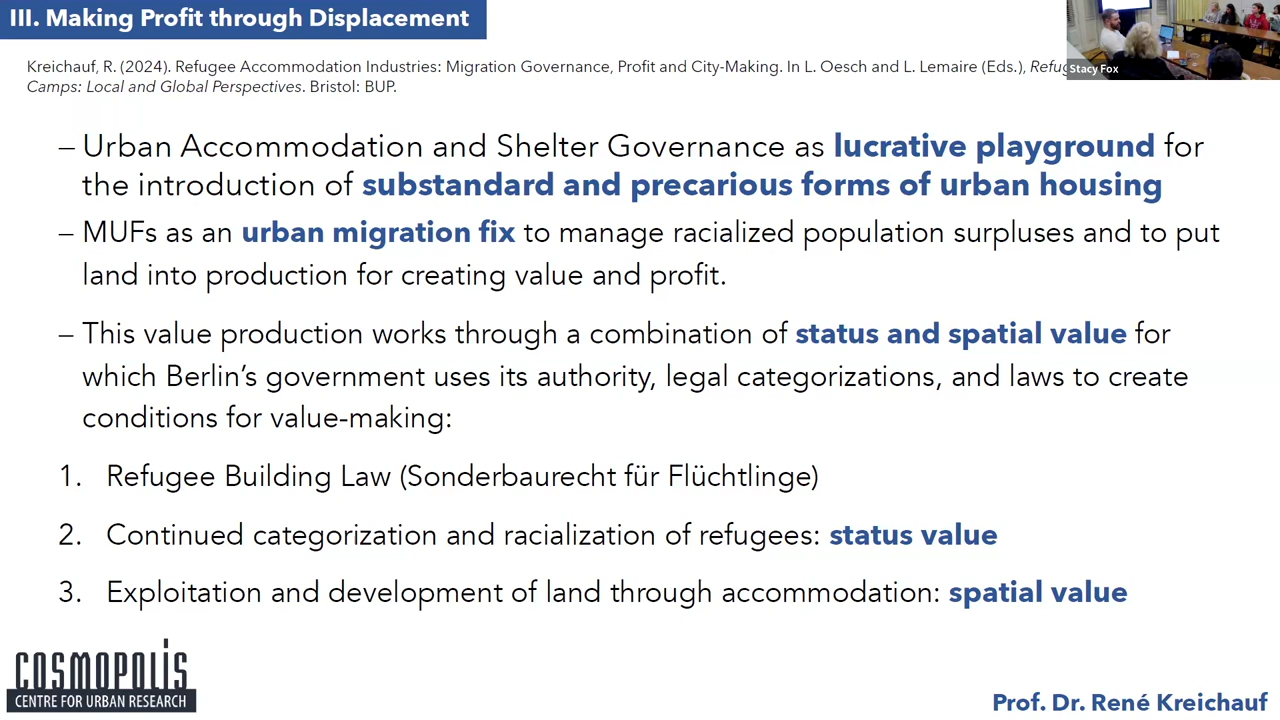 III. Making Profit through Displacement
Kreichauf, R. (2024). Refugee Accommodation Industries: Migration Governance, Profit and City-Making. In L. Oesch and L. Lemaire (Eds.),
Camps: Local and Global Perspectives. Bristol: BUP.
Stacy Fox
– Urban Accommodation and Shelter Governance as lucrative playground for
the introduction of substandard and precarious forms of urban housing
– MUFs as an urban migration fix to manage racialized population surpluses and to put
land into production for creating value and profit.
– This value production works through a combination of status and spatial value for
which Berlin’s government uses its authority, legal categorizations, and laws to create
conditions for value-making:
1. Refugee Building Law (Sonderbaurecht für Flüchtlinge)
2. Continued categorization and racialization of refugees: status value
3. Exploitation and development of land through accommodation: spatial value
COSMOPOLIS
CENTRE FOR URBAN RESEARCH
Prof. Dr. René Kreichauf